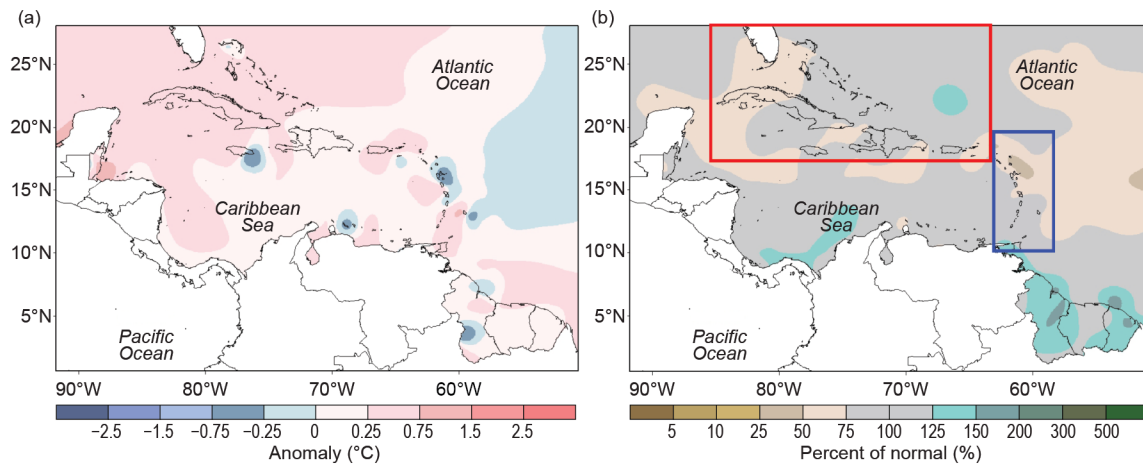 (a)
25°N
20°N
15°N
10°N
5°N
Atlantic
Ocean
Caribbean
Sea
Pacific
Ocean
90°W 80°W 70°W 60°W
−2.5 −1.5 −0.75 −0.25 0 0.25 0.75 1.5 2.5
Anomaly (°C)
(b)
25°N
20°N
15°N
10°N
5°N
Atlantic
Ocean
Caribbean
Sea
Pacific
Ocean
90°W 80°W 70°W 60°W
5 10 25 50 75 100 125 150 200 300 500
Percent of normal (%)